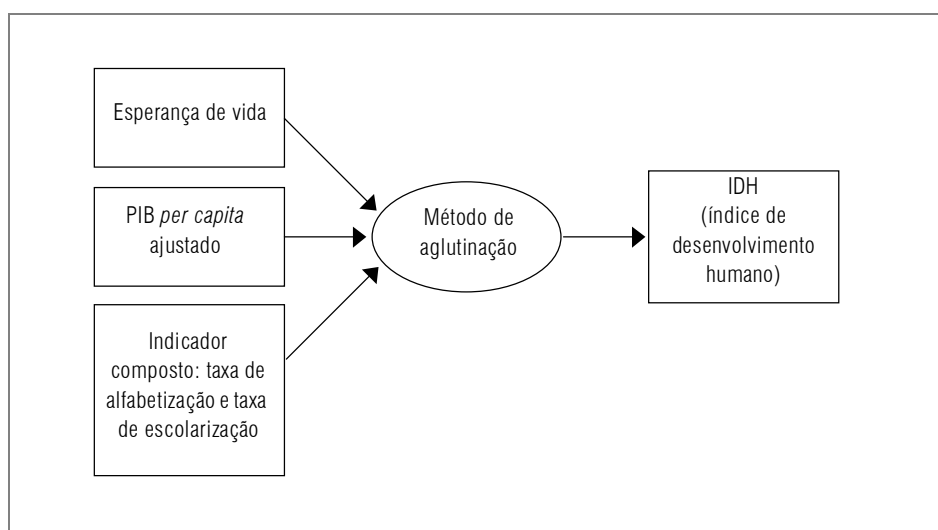 Esperança de vida
PIB per capita
ajustado
Indicador
composto: taxa de
alfabetização e taxa
de escolarização
Método de
aglutinação
IDH
(índice de
desenvolvimento
humano)